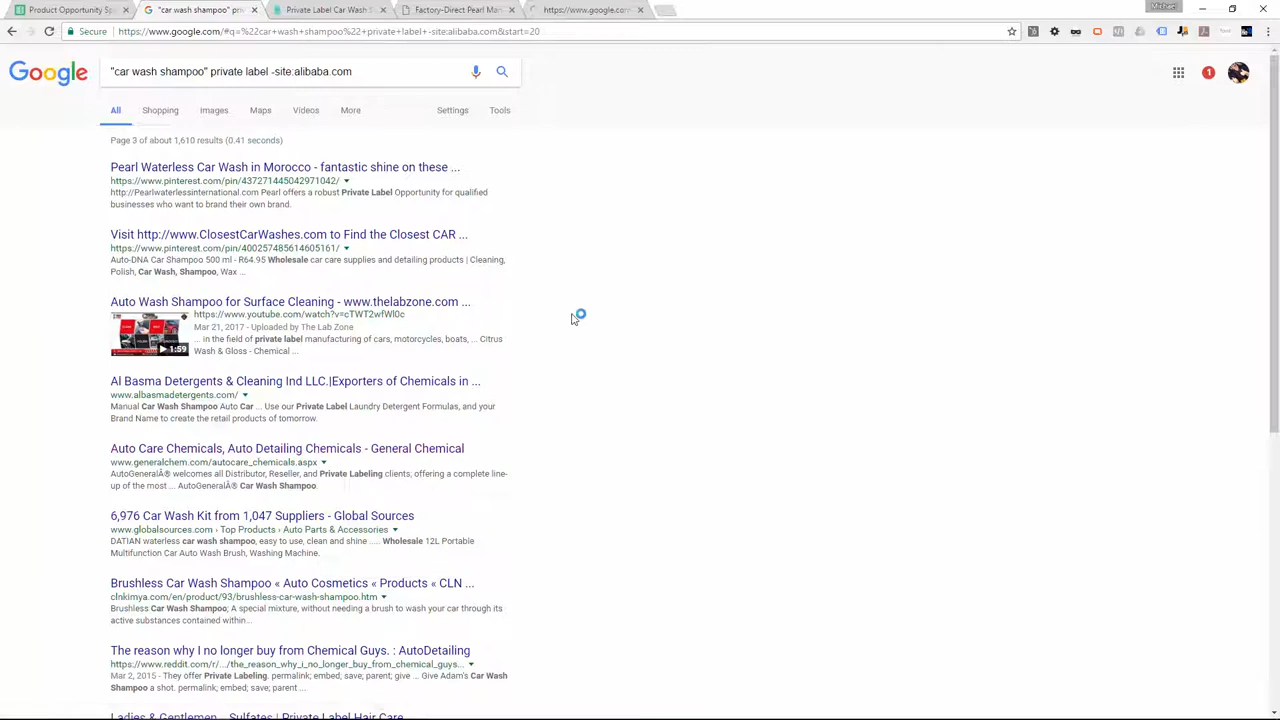 Product Opportunity Sp
"car wash shampoo" priv
Private Label Car Wash S
Factory-Direct Pearl Man
https://www.google.com
Michael
Secure
https://www.google.com/#q=%22car+wash+shampoo%22+private+label+-site:alibaba.com&start=20
Google
"car wash shampoo" private label -site:alibaba.com
1
All
Shopping
Images
Maps
Videos
More
Settings
Tools
Page 3 of about 1,610 results (0.41 seconds)
Pearl Waterless Car Wash in Morocco - fantastic shine on these ...
https://www.pinterest.com/pin/437271445042971042/
http://Pearlwaterlessinternational.com Pearl offers a robust Private Label Opportunity for qualified
businesses who want to brand their own brand.
Visit http://www.ClosestCarWashes.com to Find the Closest CAR ...
https://www.pinterest.com/pin/400257485614605161/
Auto-DNA Car Shampoo 500 ml - R64.95 Wholesale car care supplies and detailing products | Cleaning,
Polish, Car Wash, Shampoo, Wax ...
Auto Wash Shampoo for Surface Cleaning - www.thelabzone.com ...
https://www.youtube.com/watch?v=cTWT2wfWl0c
Mar 21, 2017 - Uploaded by The Lab Zone
... in the field of private label manufacturing of cars, motorcycles, boats, ... Citrus
Wash & Gloss - Chemical ...
1:59
Al Basma Detergents & Cleaning Ind LLC.|Exporters of Chemicals in ...
www.albasmadetergents.com/
Manual Car Wash Shampoo Auto Car ... Use our Private Label Laundry Detergent Formulas, and your
Brand Name to create the retail products of tomorrow.
Auto Care Chemicals, Auto Detailing Chemicals - General Chemical
www.generalchem.com/autocare_chemicals.aspx
AutoGeneralÂ® welcomes all Distributor, Reseller, and Private Labeling clients; offering a complete line-
up of the most ... AutoGeneralÂ® Car Wash Shampoo.
6,976 Car Wash Kit from 1,047 Suppliers - Global Sources
www.globalsources.com › Top Products › Auto Parts & Accessories
DATIAN waterless car wash shampoo, easy to use, clean and shine ..... Wholesale 12L Portable
Multifunction Car Auto Wash Brush, Washing Machine.
Brushless Car Wash Shampoo « Auto Cosmetics « Products « CLN ...
clnkimya.com/en/product/93/brushless-car-wash-shampoo.htm
Brushless Car Wash Shampoo; A special mixture, without needing a brush to wash your car through its
active substances contained within...
The reason why I no longer buy from Chemical Guys. : AutoDetailing
https://www.reddit.com/r/.../the_reason_why_i_no_longer_buy_from_chemical_guys...
Mar 2, 2015 - They offer Private Labeling. permalink; embed; save; parent; give ... Give Adam's Car Wash
Shampoo a shot. permalink; embed; save; parent ...
Ladies & Gentlemen... Sulfates | Private Label Hair Care